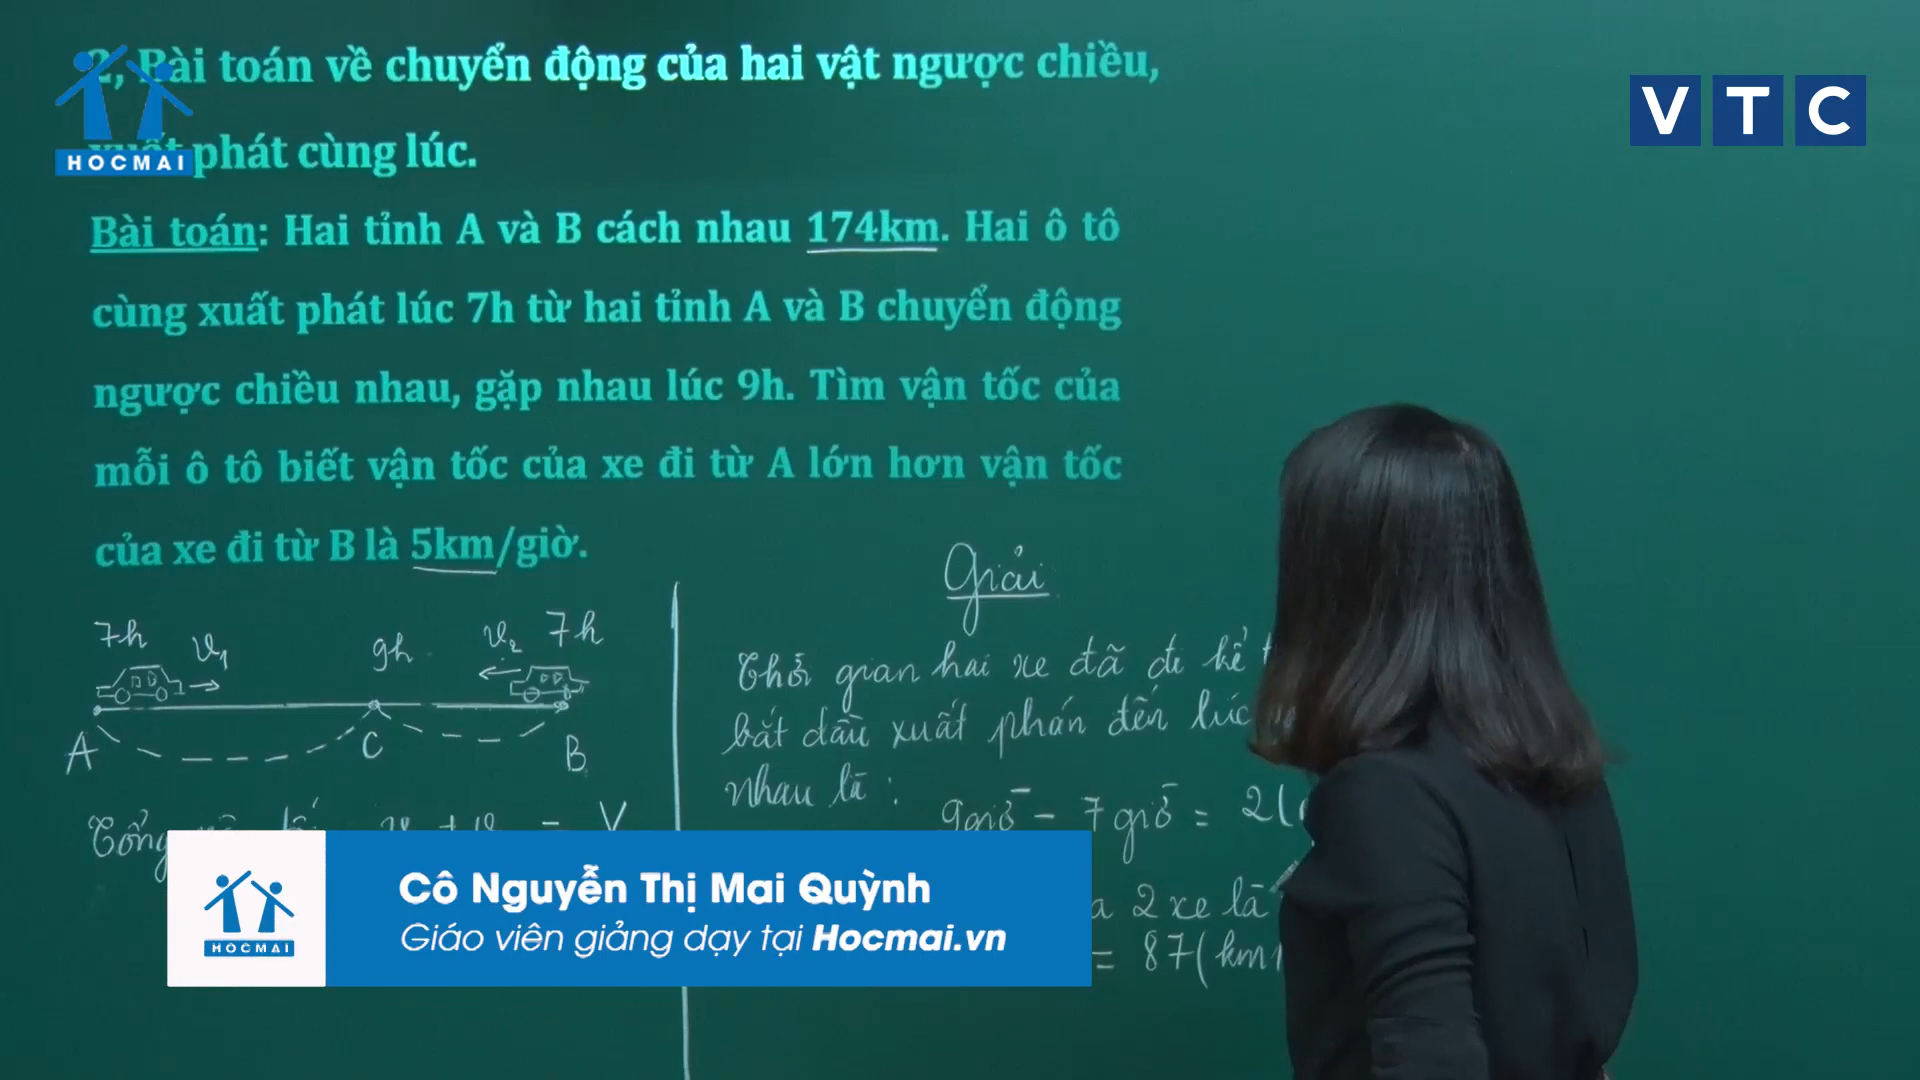 2, Bài toán về chuyển động của hai vật ngược chiều,
xuất phát cùng lúc.
HOCMAI
VTC
Bài toán: Hai tỉnh A và B cách nhau 174km. Hai ô tô
cùng xuất phát lúc 7h từ hai tỉnh A và B chuyển động
ngược chiều nhau, gặp nhau lúc 9h. Tìm vận tốc của
mỗi ô tô biết vận tốc của xe đi từ A lớn hơn vận tốc
của xe đi từ B là 5km/giờ.
7h v₁ 9h v₂ 7h
A C B
Tổng
Giải
Thời gian hai xe đã đi kể
bắt đầu xuất phán đến lúc
nhau là :
9giờ - 7 giờ = 2(
2 xe là
= 87(km
HOCMAI
Cô Nguyễn Thị Mai Quỳnh
Giáo viên giảng dạy tại Hocmai.vn